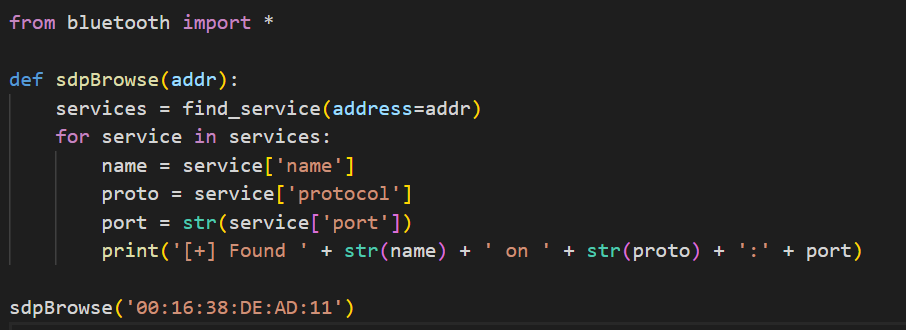 from bluetooth import *
def sdpBrowse(addr):
    services = find_service(address=addr)
    for service in services:
        name = service['name']
        proto = service['protocol']
        port = str(service['port'])
        print('[+] Found ' + str(name) + ' on ' + str(proto) + ':' + port)
sdpBrowse('00:16:38:DE:AD:11')